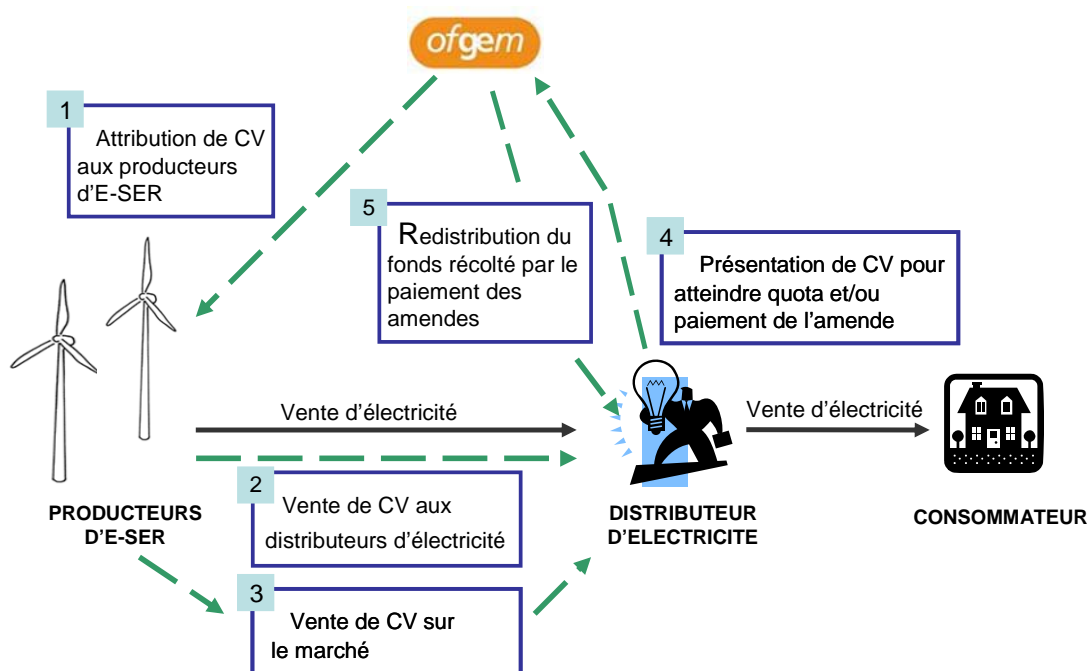 ofgem
1
Attribution de CV
aux producteurs
d'E-SER
5
Redistribution du
fonds récolté par le
paiement des
amendes
4
Présentation de CV pour
atteindre quota et/ou
paiement de l'amende
Vente d'électricité
Vente d'électricité
2
Vente de CV aux
distributeurs d'électricité
PRODUCTEURS
D'E-SER
DISTRIBUTEUR
D'ELECTRICITE
CONSOMMATEUR
3
Vente de CV sur
le marché